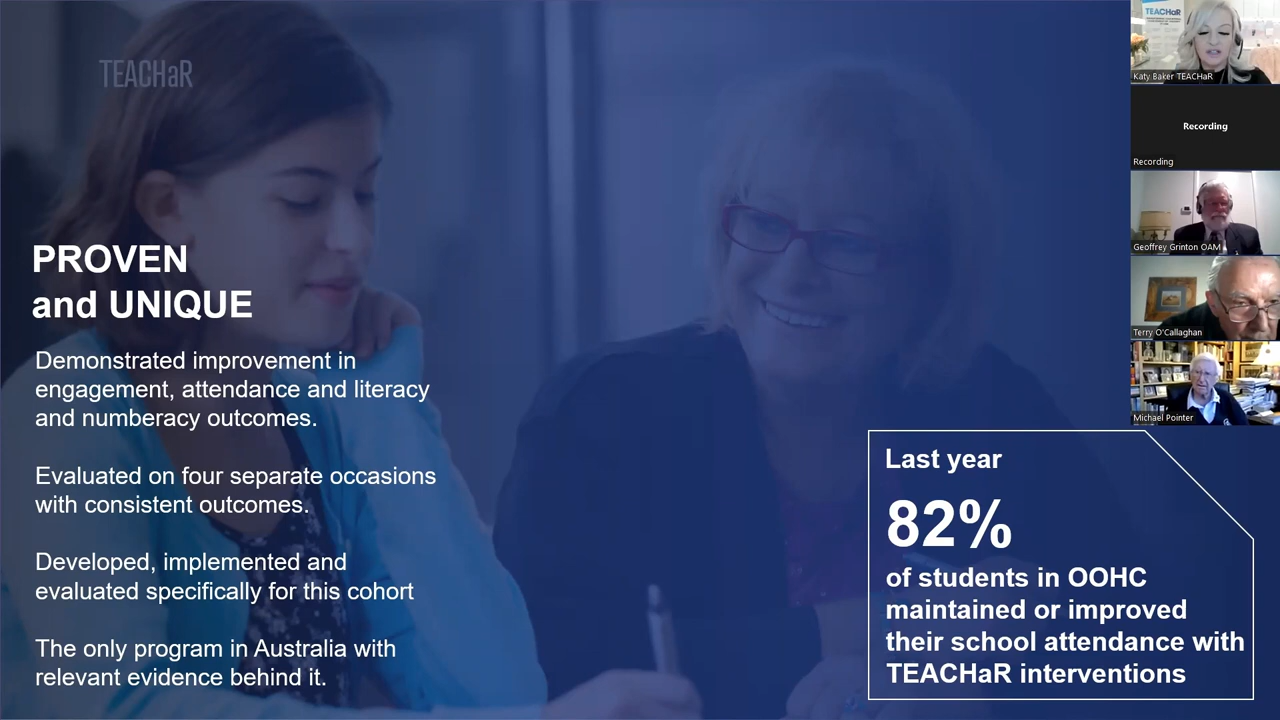 TEACHaR
PROVEN
and UNIQUE
Demonstrated improvement in
engagement, attendance and literacy
and numberacy outcomes.
Evaluated on four separate occasions
with consistent outcomes.
Developed, implemented and
evaluated specifically for this cohort
The only program in Australia with
relevant evidence behind it.
Last year
82%
of students in OOHC
maintained or improved
their school attendance with
TEACHaR interventions
TEACHaR
Katy Baker TEACHaR
Recording
Recording
Geoffrey Grinton OAM
Terry O'Callaghan
Michael Pointer